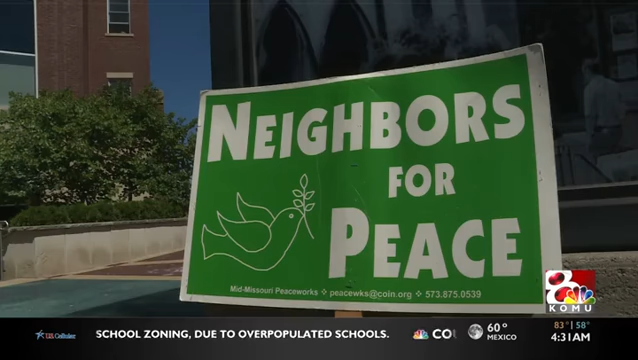 NEIGHBORS
FOR
PEACE
Mid-Missouri Peaceworks ❖ peacewks@coin.org ❖ 573.875.0539
KOMU
SCHOOL ZONING, DUE TO OVERPOPULATED SCHOOLS.
60°
MEXICO
83° 58°
4:31AM